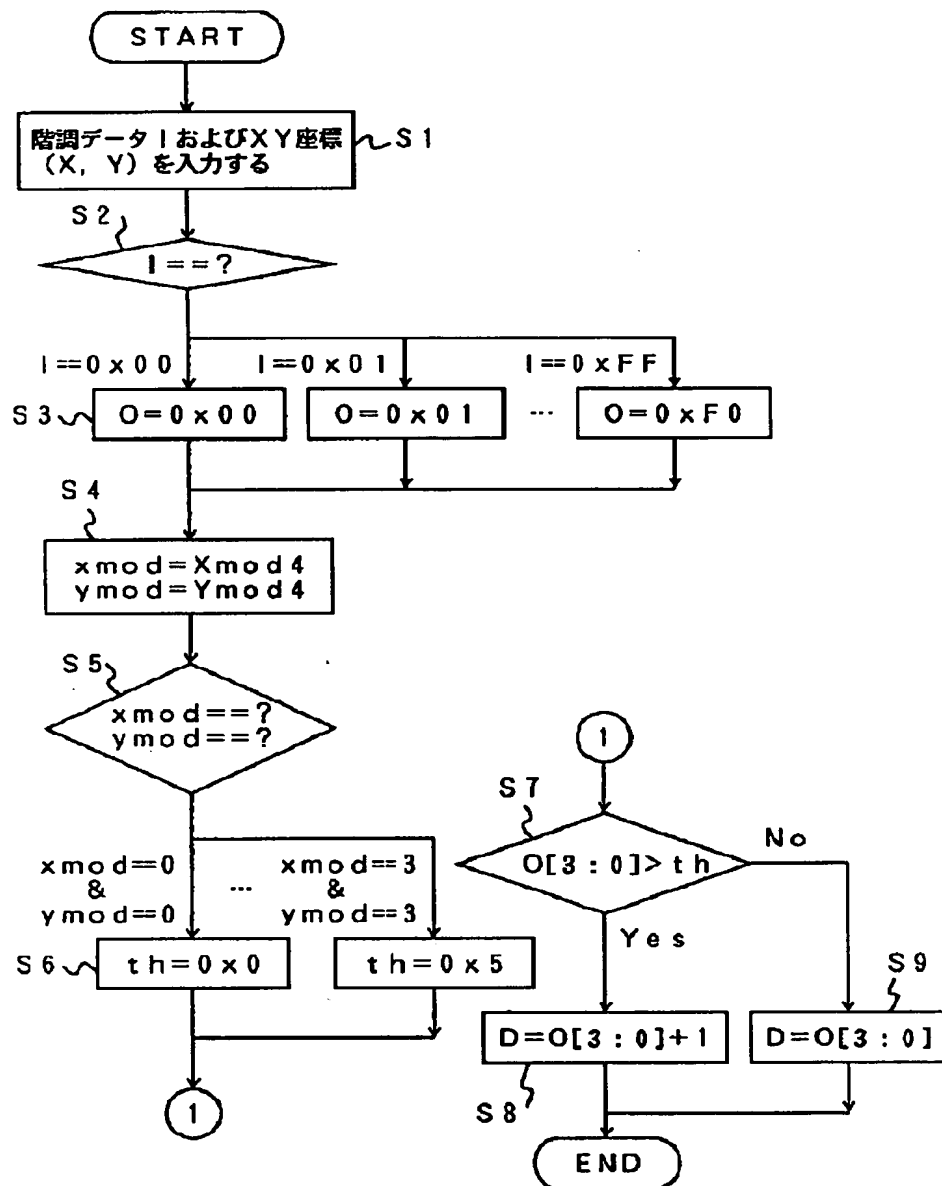 START
階調データIおよびXY座標
(X, Y)を入力する
S1
S2
I==?
I==0x00
I==0x01
I==0xFF
S3
O=0x00
O=0x01
...
O=0xF0
S4
xmod=Xmod4
ymod=Ymod4
S5
xmod==?
ymod==?
xmod==0
&
ymod==0
...
xmod==3
&
ymod==3
S6
th=0x0
th=0x5
1
1
S7
O[3:0]>th
No
Yes
S9
D=O[3:0]+1
D=O[3:0]
S8
END